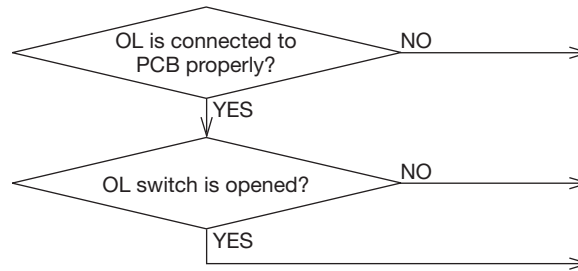 OL is connected to
PCB properly?
NO
YES
OL switch is opened?
NO
YES